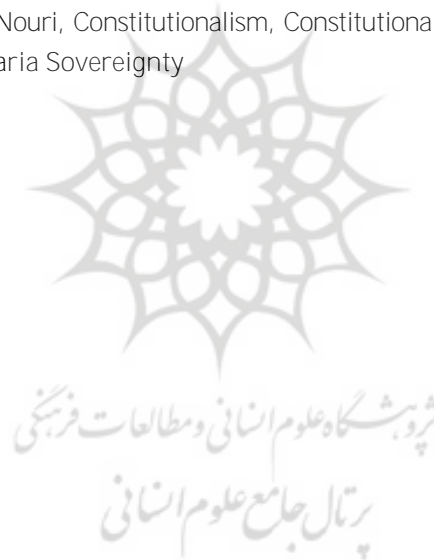 Nouri, Constitutionalism, Constitutiona
aria Sovereignty
پژوهشگاه علوم انسانی و مطالعات فرهنگی
پرتال جامع علوم انسانی